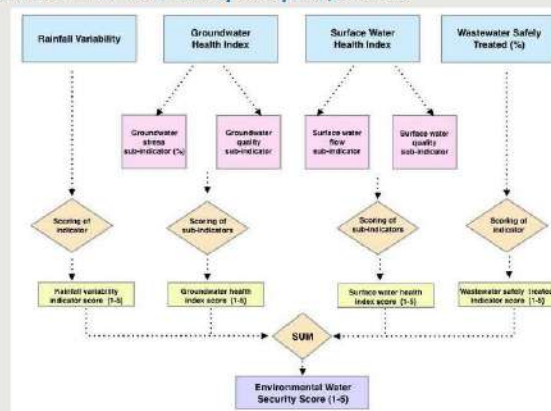 Rainfall Variability
Groundwater
Health Index
Surface Water
Health Index
Wastewater Safely
Treated (%)
Groundwater
stress
sub-indicator (%)
Groundwater
quality
sub-indicator
Surface water
flow
sub-indicator
Surface water
quality
sub-indicator
Scoring of
indicator
Scoring of
sub-indicators
Scoring of
sub-indicators
Scoring of
indicator
Rainfall variability
indicator score (1-5)
Groundwater health
index score (1-5)
Surface water health
index score (1-5)
Wastewater safely treated
indicator score (1-5)
SUM
Environmental Water
Security Score (1-5)